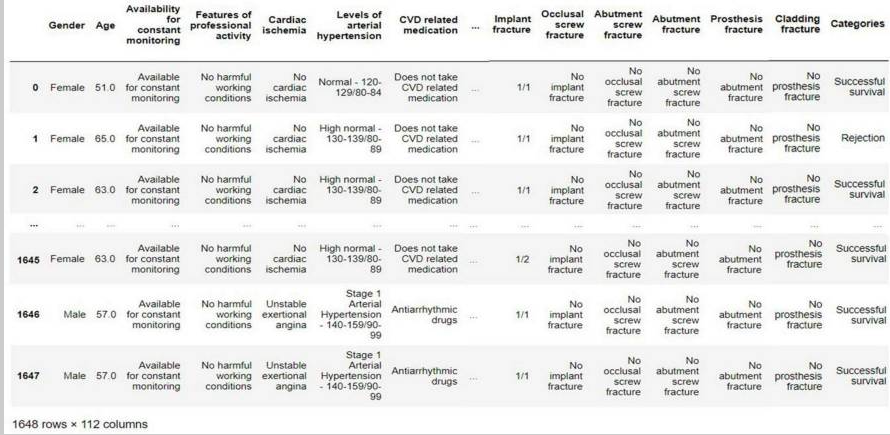 Gender Age Availability for constant monitoring Features of professional activity Cardiac ischemia Levels of arterial hypertension CVD related medication ... Implant fracture Occlusal screw fracture Abutment screw fracture Abutment fracture Prosthesis fracture Cladding fracture Categories
0 Female 51.0 Available for constant monitoring No harmful working conditions No cardiac ischemia Normal - 120-129/80-84 Does not take CVD related medication ... 1/1 No implant fracture No occlusal screw fracture No abutment screw fracture No abutment fracture No prosthesis fracture Successful survival
1 Female 65.0 Available for constant monitoring No harmful working conditions No cardiac ischemia High normal - 130-139/80-89 Does not take CVD related medication ... 1/1 No implant fracture No occlusal screw fracture No abutment screw fracture No abutment fracture No prosthesis fracture Rejection
2 Female 63.0 Available for constant monitoring No harmful working conditions No cardiac ischemia High normal - 130-139/80-89 Does not take CVD related medication ... 1/1 No implant fracture No occlusal screw fracture No abutment screw fracture No abutment fracture No prosthesis fracture Successful survival
... ... ... ... ... ... ... ... ... ... ... ... ... ... ... ...
1645 Female 63.0 Available for constant monitoring No harmful working conditions No cardiac ischemia High normal - 130-139/80-89 Does not take CVD related medication ... 1/2 No implant fracture No occlusal screw fracture No abutment screw fracture No abutment fracture No prosthesis fracture Successful survival
1646 Male 57.0 Available for constant monitoring No harmful working conditions Unstable exertional angina Stage 1 Arterial Hypertension - 140-159/90-99 Antiarrhythmic drugs ... 1/1 No implant fracture No occlusal screw fracture No abutment screw fracture No abutment fracture No prosthesis fracture Successful survival
1647 Male 57.0 Available for constant monitoring No harmful working conditions Unstable exertional angina Stage 1 Arterial Hypertension - 140-159/90-99 Antiarrhythmic drugs ... 1/1 No implant fracture No occlusal screw fracture No abutment screw fracture No abutment fracture No prosthesis fracture Successful survival
1648 rows × 112 columns